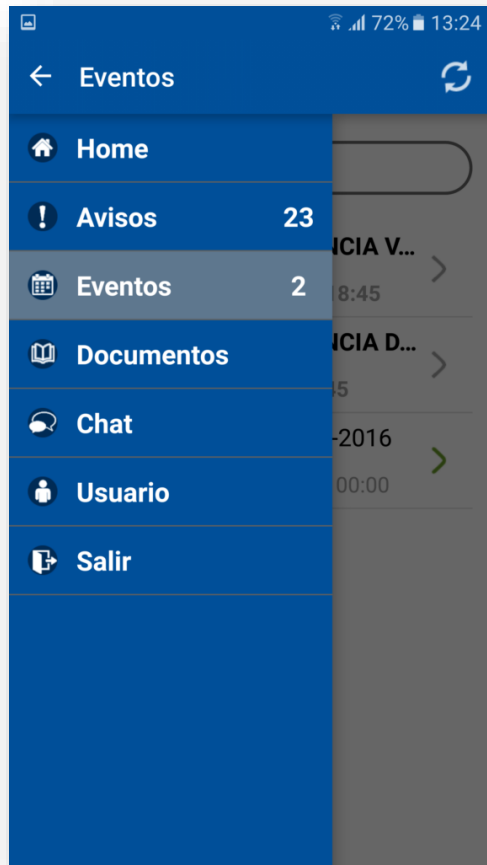 72% 13:24
Eventos
Home
Avisos 23
NCIA V...
Eventos 2
8:45
Documentos
NCIA D...
45
Chat
-2016
Usuario
00:00
Salir